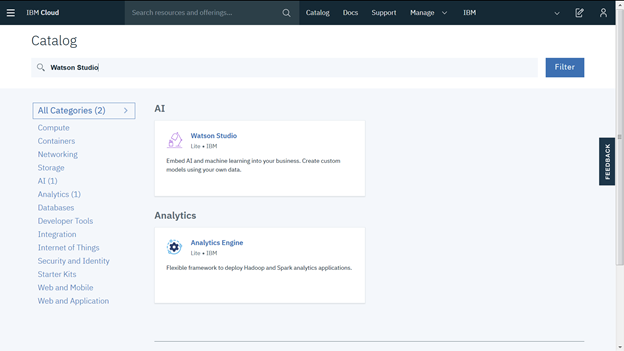 IBM Cloud
Search resources and offerings...
Catalog
Docs
Support
Manage
IBM
Catalog
Watson Studio
Filter
All Categories (2)
Compute
Containers
Networking
Storage
AI (1)
Analytics (1)
Databases
Developer Tools
Integration
Internet of Things
Security and Identity
Starter Kits
Web and Mobile
Web and Application
AI
Watson Studio
Lite • IBM
Embed AI and machine learning into your business. Create custom
models using your own data.
Analytics
Analytics Engine
Lite • IBM
Flexible framework to deploy Hadoop and Spark analytics applications.
FEEDBACK